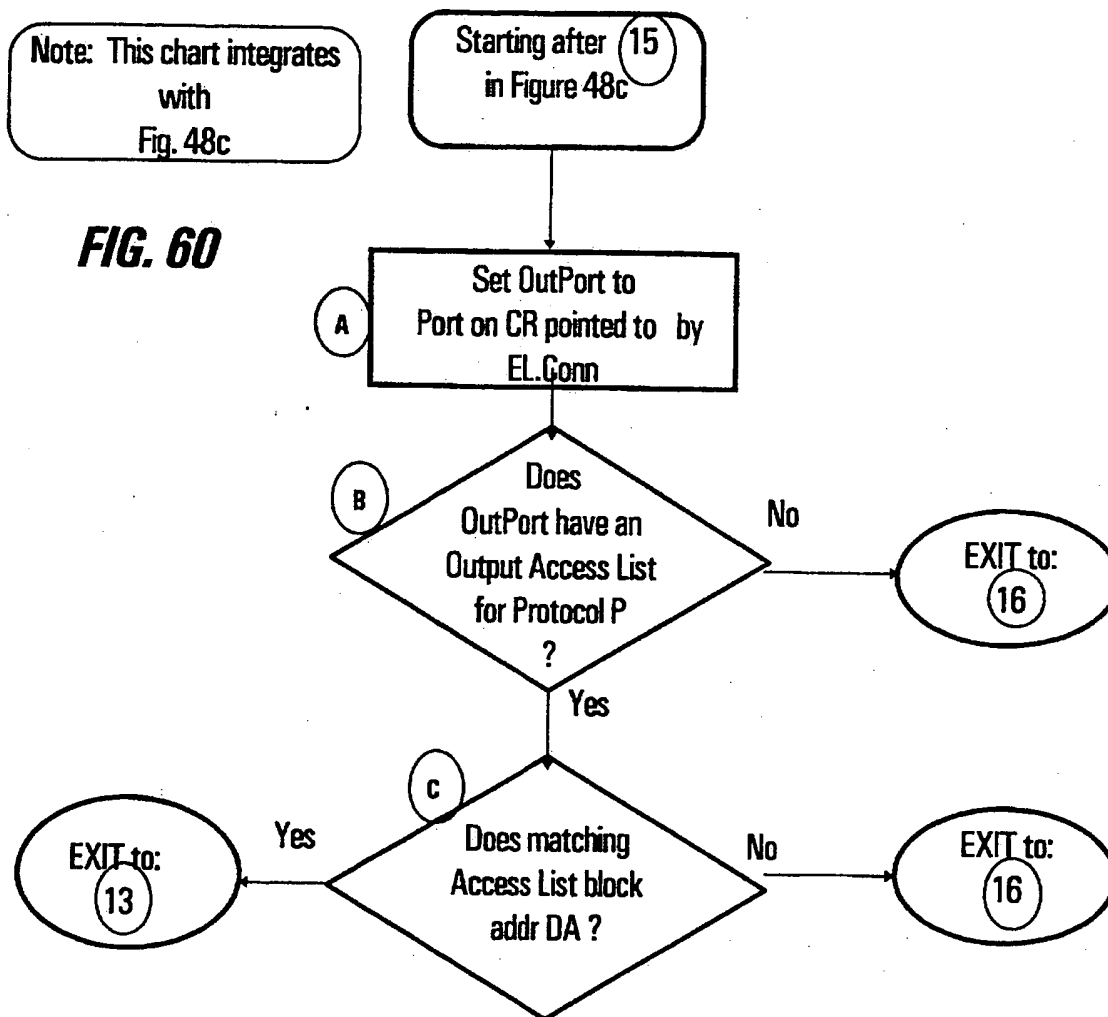 Note: This chart integrates
with
Fig. 48c
Starting after 15
in Figure 48c
FIG. 60
A
Set OutPort to
Port on CR pointed to by
EL.Conn
B
Does
OutPort have an
Output Access List
for Protocol P
?
No
EXIT to:
16
Yes
C
Does matching
Access List block
addr DA ?
Yes
EXIT to:
13
No
EXIT to:
16